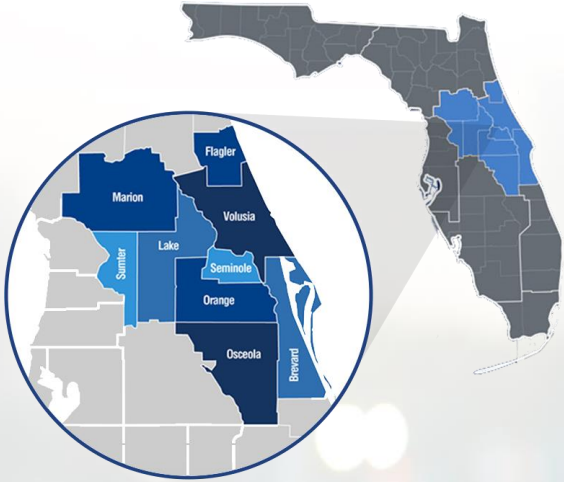 Flagler
Marion
Volusia
Lake
Sumter
Seminole
Orange
Osceola
Brevard